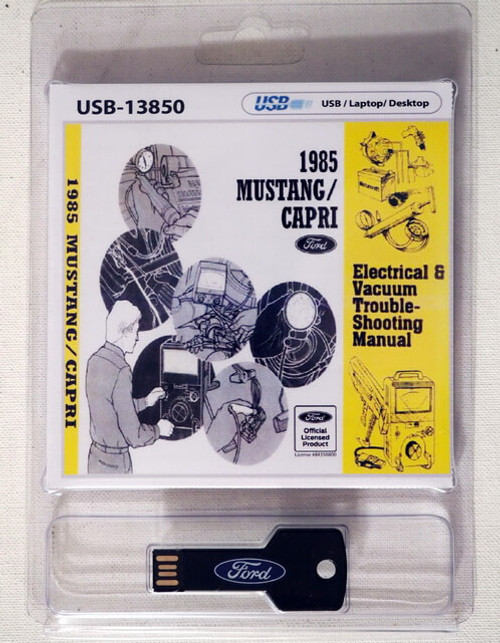 USB-13850
USB
USB / Laptop/ Desktop
1985 MUSTANG/CAPRI
1985
MUSTANG/
CAPRI
Ford
Electrical &
Vacuum
Trouble-
Shooting
Manual
Ford
Official
Licensed
Product
Ford